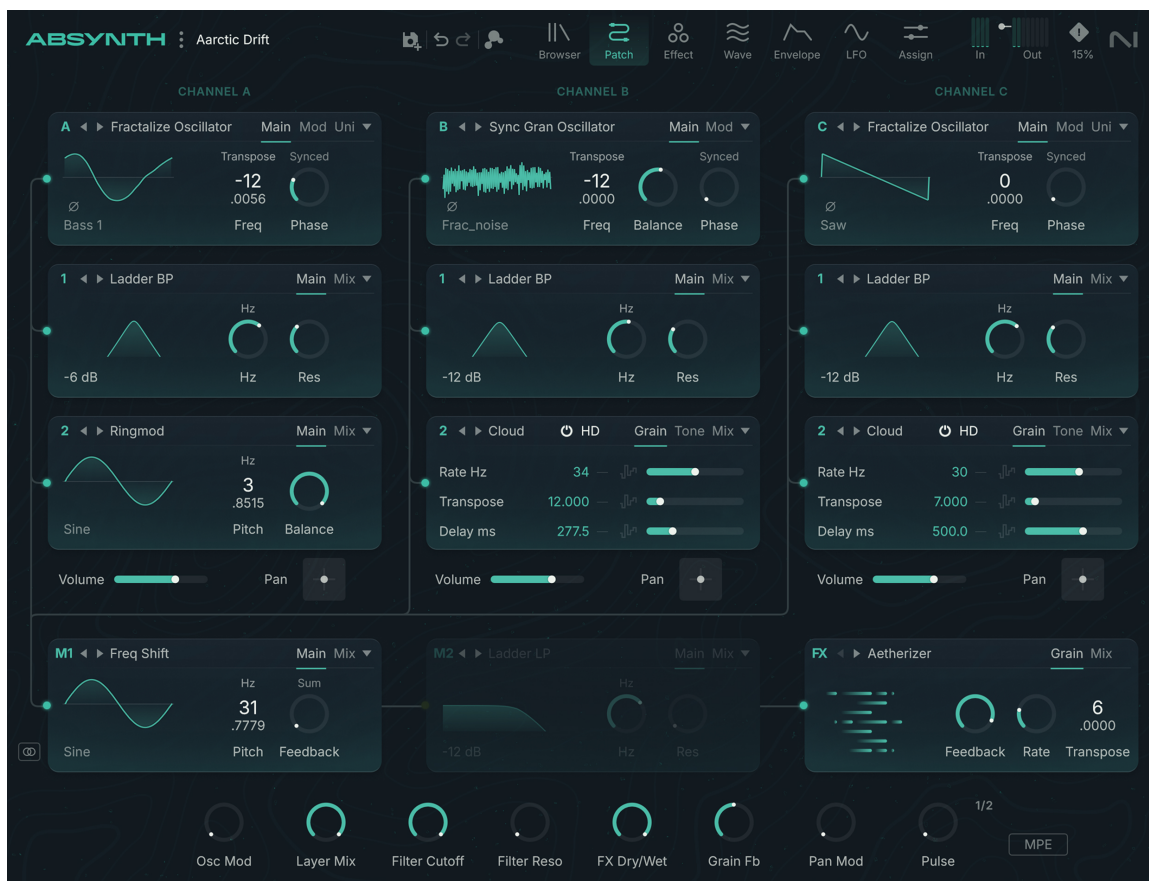 ABSYNTH Aarctic Drift
Browser Patch Effect Wave Envelope LFO Assign In Out 15%
CHANNEL A CHANNEL B CHANNEL C
A Fractalize Oscillator Main Mod Uni
Transpose Synced
-12
.0056
Bass 1 Freq Phase
B Sync Gran Oscillator Main Mod
Transpose Synced
-12
.0000
Frac_noise Freq Balance Phase
C Fractalize Oscillator Main Mod Uni
Transpose Synced
0
.0000
Saw Freq Phase
1 Ladder BP Main Mix
Hz
-6 dB Hz Res
1 Ladder BP Main Mix
Hz
-12 dB Hz Res
1 Ladder BP Main Mix
Hz
-12 dB Hz Res
2 Ringmod Main Mix
Hz
3
.8515
Sine Pitch Balance
2 Cloud HD Grain Tone Mix
Rate Hz 34
Transpose 12.000
Delay ms 277.5
2 Cloud HD Grain Tone Mix
Rate Hz 30
Transpose 7.000
Delay ms 500.0
Volume Pan Volume Pan Volume Pan
M1 Freq Shift Main Mix
Hz Sum
31
.7779
Sine Pitch Feedback
M2 Ladder LP Main Mix
Hz
-12 dB Hz Res
FX Aetherizer Grain Mix
6
.0000
Feedback Rate Transpose
1/2
Osc Mod Layer Mix Filter Cutoff Filter Reso FX Dry/Wet Grain Fb Pan Mod Pulse
MPE